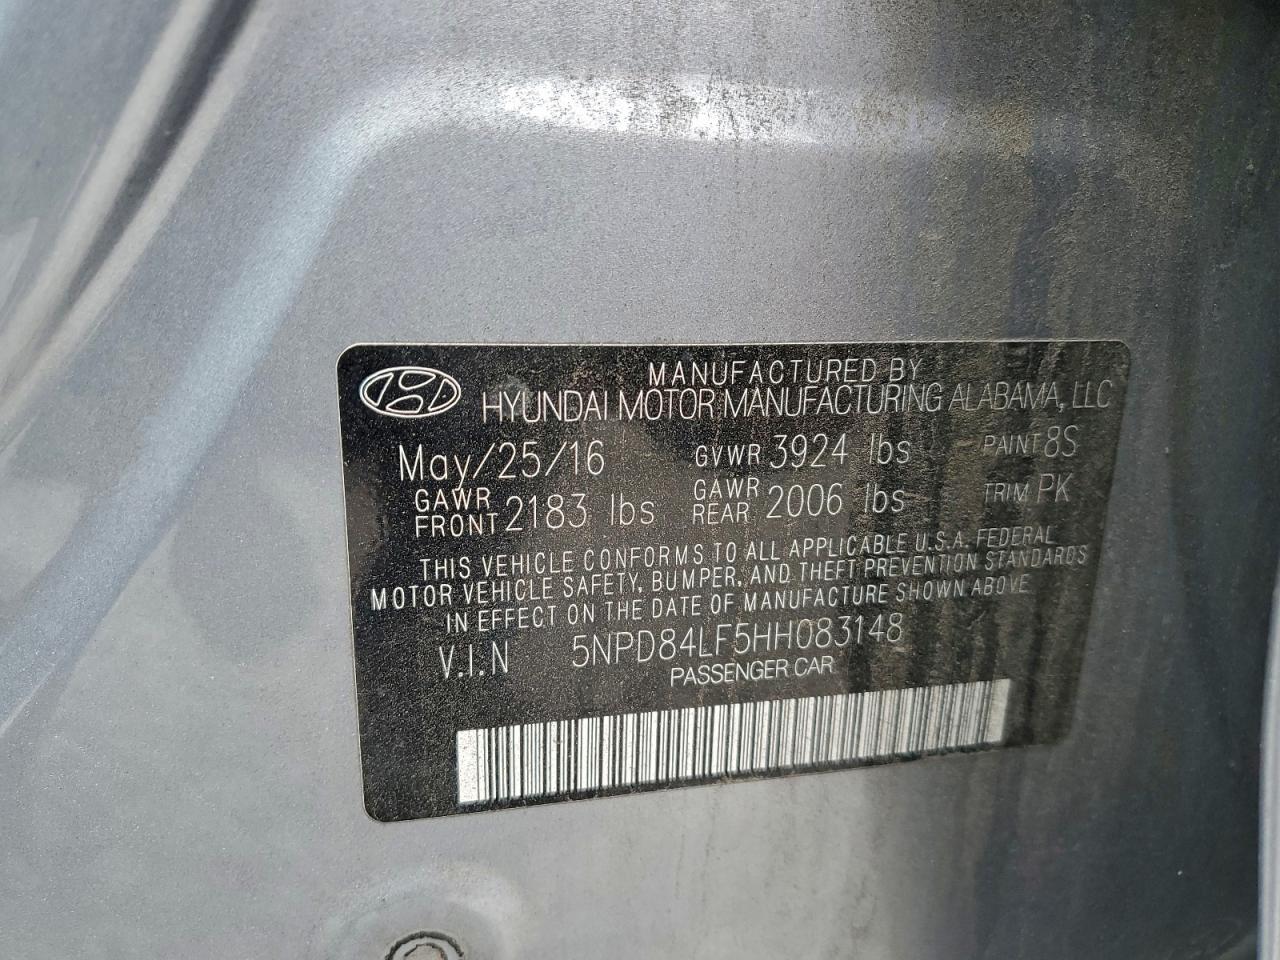 MANUFACTURED BY
HYUNDAI MOTOR MANUFACTURING ALABAMA, LLC
May/25/16 GVWR 3924 lbs PAINT 8S
GAWR FRONT 2183 lbs GAWR REAR 2006 lbs TRIM PK
THIS VEHICLE CONFORMS TO ALL APPLICABLE U.S.A. FEDERAL
MOTOR VEHICLE SAFETY, BUMPER, AND THEFT PREVENTION STANDARDS
IN EFFECT ON THE DATE OF MANUFACTURE SHOWN ABOVE
V.I.N 5NPD84LF5HH083148
PASSENGER CAR